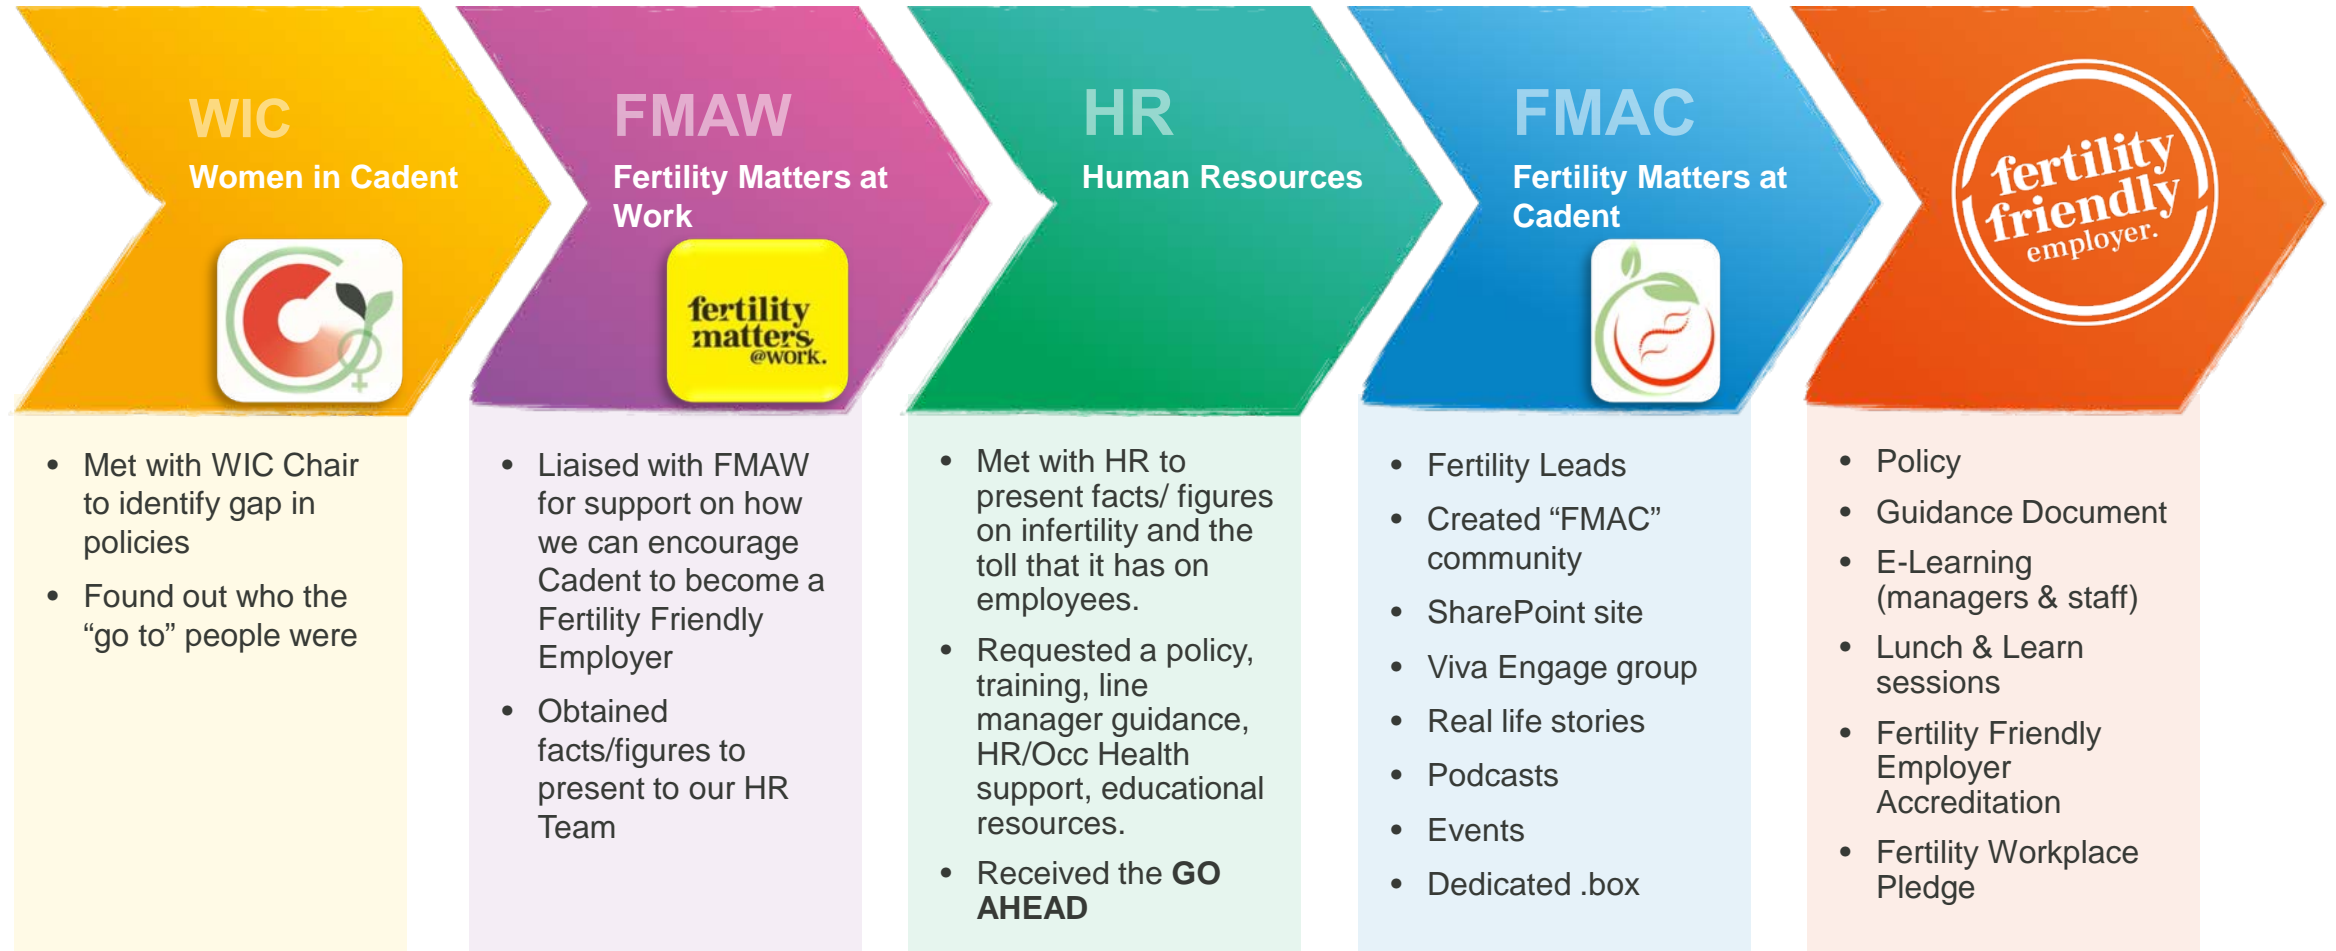 WIC
Women in Cadent
• Met with WIC Chair
to identify gap in
policies
• Found out who the
“go to” people were
FMAW
Fertility Matters at
Work
fertility
matters
@work.
• Liaised with FMAW
for support on how
we can encourage
Cadent to become a
Fertility Friendly
Employer
• Obtained
facts/figures to
present to our HR
Team
HR
Human Resources
• Met with HR to
present facts/ figures
on infertility and the
toll that it has on
employees.
• Requested a policy,
training, line
manager guidance,
HR/Occ Health
support, educational
resources.
• Received the GO
AHEAD
FMAC
Fertility Matters at
Cadent
• Fertility Leads
• Created “FMAC”
community
• SharePoint site
• Viva Engage group
• Real life stories
• Podcasts
• Events
• Dedicated .box
fertility
friendly
employer.
• Policy
• Guidance Document
• E-Learning
(managers & staff)
• Lunch & Learn
sessions
• Fertility Friendly
Employer
Accreditation
• Fertility Workplace
Pledge